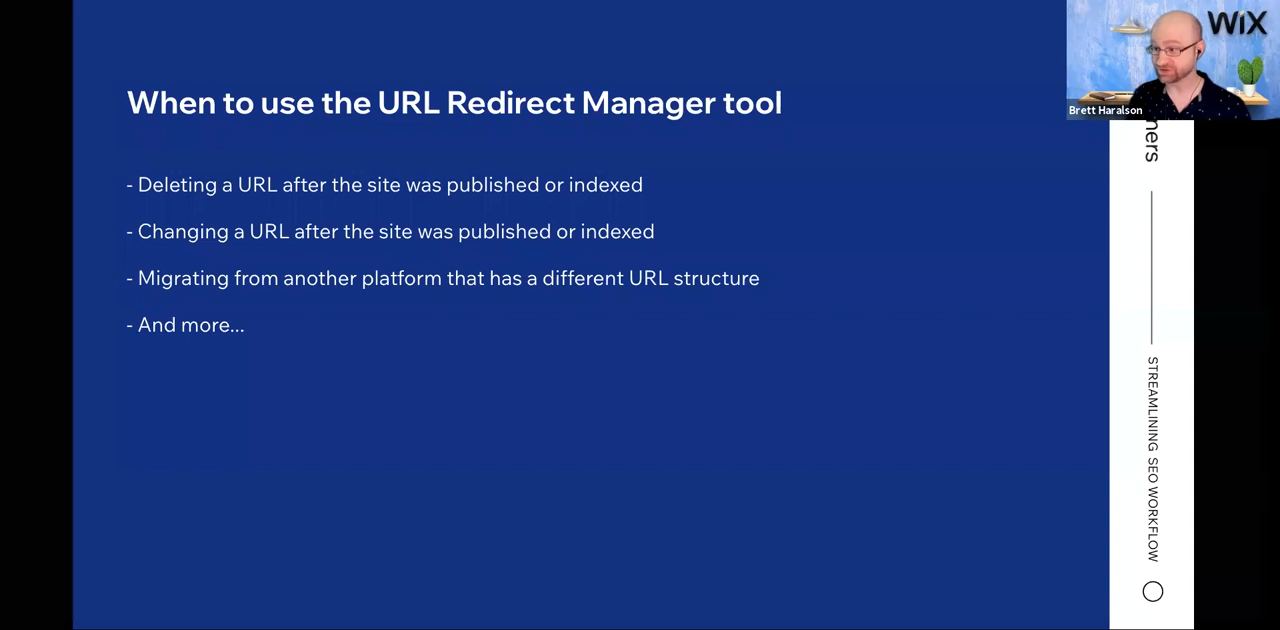 When to use the URL Redirect Manager tool
- Deleting a URL after the site was published or indexed
- Changing a URL after the site was published or indexed
- Migrating from another platform that has a different URL structure
- And more...
WiX
Brett Haralson
STREAMLINING SEO WORKFLOW